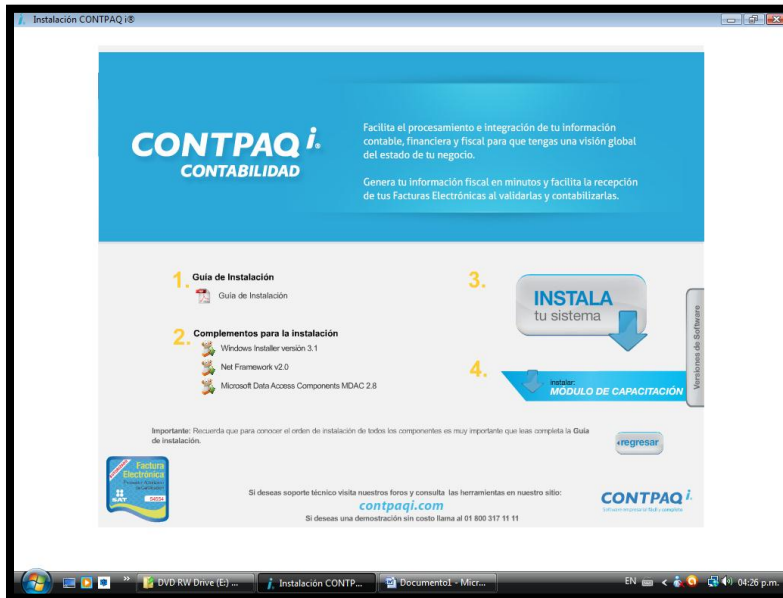 Instalación CONTPAQ i®
CONTPAQ i.
CONTABILIDAD
Facilita el procesamiento e integración de tu información
contable, financiera y fiscal para que tengas una visión global
del estado de tu negocio.
Genera tu información fiscal en minutos y facilita la recepción
de tus Facturas Electrónicas al validarlas y contabilizarlas.
1. Guía de Instalación
Guía de Instalación
2. Complementos para la instalación
Windows Installer versión 3.1
Net Framework v2.0
Microsoft Data Access Components MDAC 2.8
3.
INSTALA
tu sistema
4.
Instalar:
MÓDULO DE CAPACITACIÓN
Versiones de Software
Importante: Recuerda que para conocer el orden de instalación de todos los componentes es muy importante que leas completa la Guía
de instalación.
regresar
Factura
Electrónica
SAT
Si deseas soporte técnico visita nuestros foros y consulta las herramientas en nuestro sitio:
contpaqi.com
Si deseas una demostración sin costo llama al 01 800 317 11 11
CONTPAQ i.
DVD RW Drive (E:) ...
Instalación CONTP...
Documento1 - Micr...
EN
04:26 p.m.